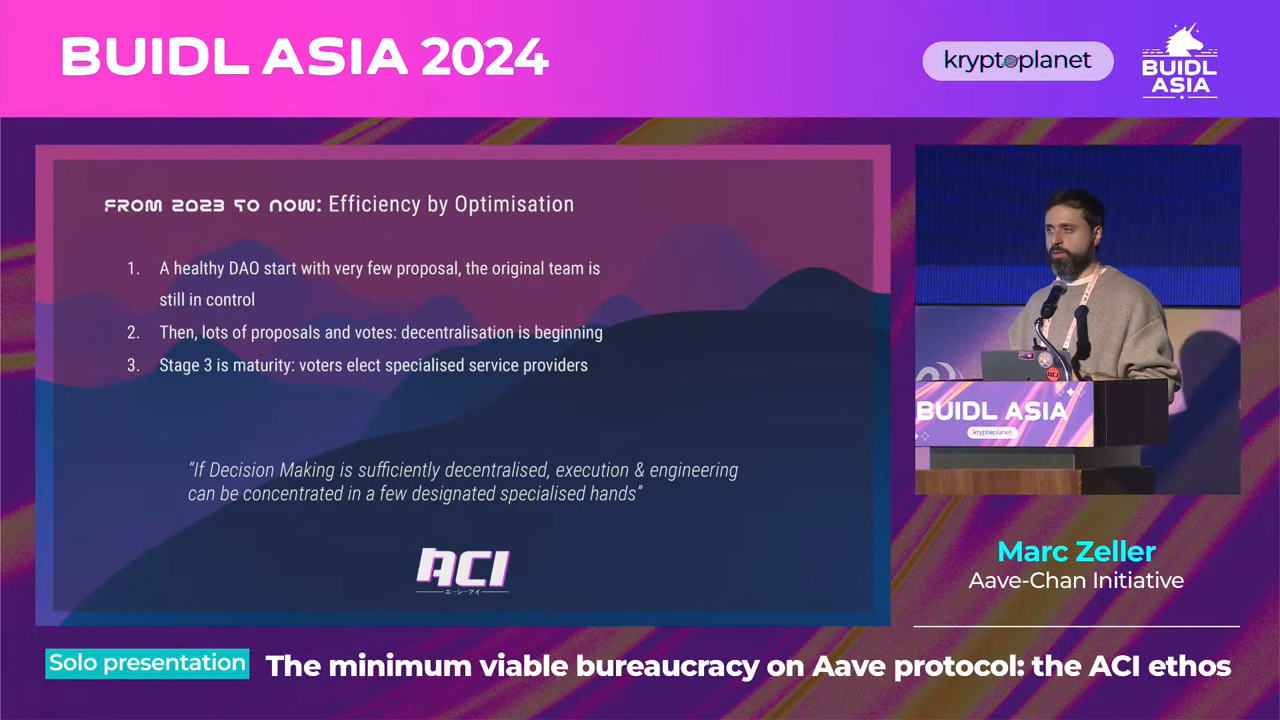 BUIDL ASIA 2024
kryptoplanet
BUIDL
ASIA
FROM 2023 TO NOW: Efficiency by Optimisation
1. A healthy DAO start with very few proposal, the original team is
still in control
2. Then, lots of proposals and votes: decentralisation is beginning
3. Stage 3 is maturity: voters elect specialised service providers
“If Decision Making is sufficiently decentralised, execution & engineering
can be concentrated in a few designated specialised hands”
ACI
エーシーアイ
ACI
BUIDL ASIA
kryptoplanet
Marc Zeller
Aave-Chan Initiative
Solo presentation
The minimum viable bureaucracy on Aave protocol: the ACI ethos